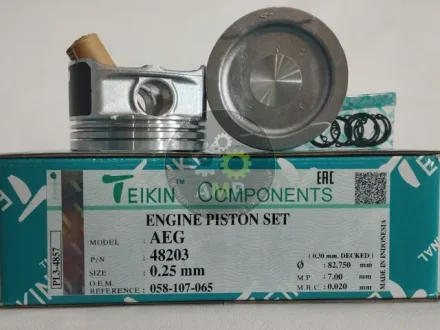 TEIKIN™ COMPONENTS
EAC
ENGINE PISTON SET
MODEL : AEG
P/N : 48203
SIZE : 0.25 mm
O.E.M.
REFERENCE : 058-107-065
( 0,30 mm. DECKED )
Ø : 82,750 mm
M.P : 7.00 mm
M.R.C : 0.020 mm
PL3-4857
MADE IN INDONESIA